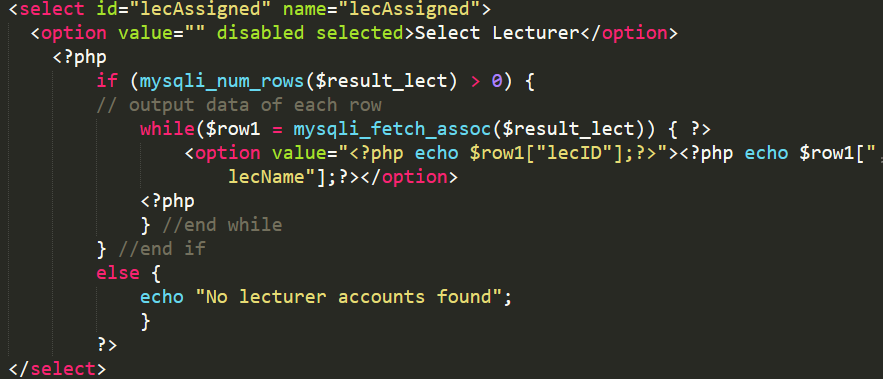 <select id="lecAssigned" name="lecAssigned">
<option value="" disabled selected>Select Lecturer</option>
<?php
if (mysqli_num_rows($result_lect) > 0) {
// output data of each row
while($row1 = mysqli_fetch_assoc($result_lect)) { ?>
<option value="<?php echo $row1["lecID"];?>"><?php echo $row1["
lecName"];?></option>
<?php
} //end while
} //end if
else {
echo "No lecturer accounts found";
}
?>
</select>